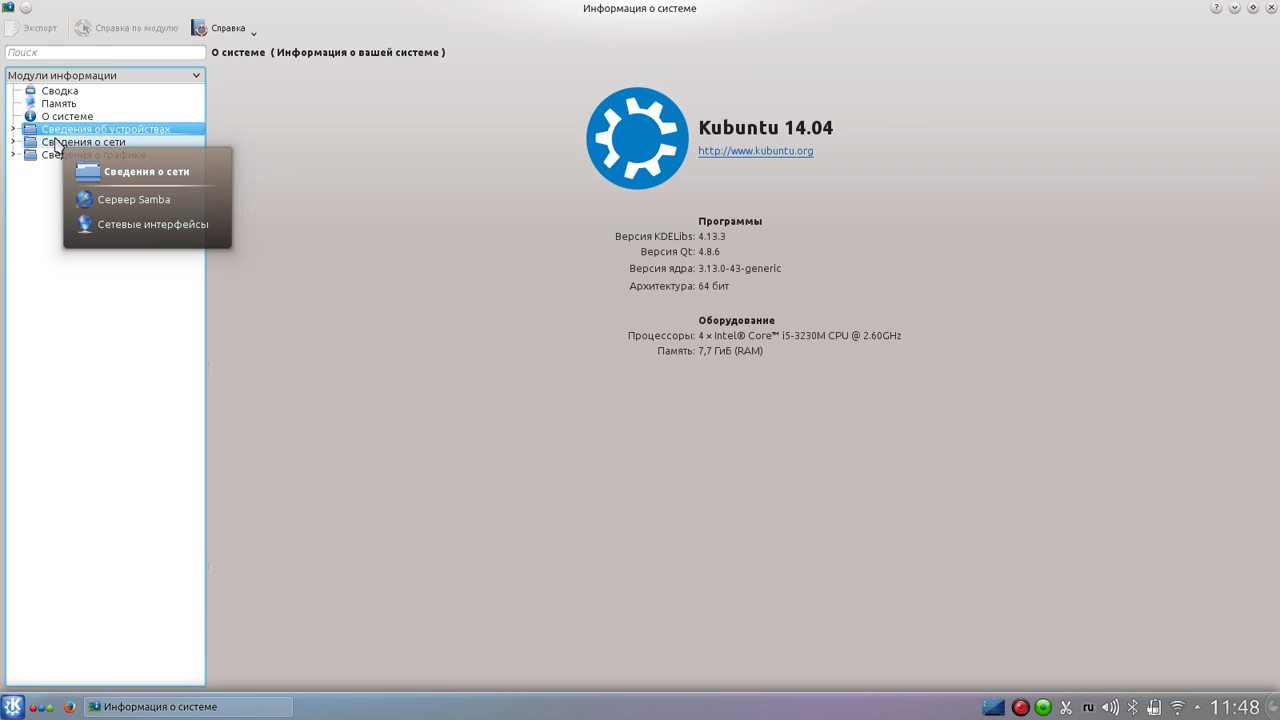 Информация о системе
Экспорт Справка по модулю Справка
Поиск
О системе ( Информация о вашей системе )
Модули информации
Сводка
Память
О системе
Сведения об устройствах
Сведения о сети
Сведения о графике
Сведения о сети
Сервер Samba
Сетевые интерфейсы
Kubuntu 14.04
http://www.kubuntu.org
Программы
Версия KDELibs: 4.13.3
Версия Qt: 4.8.6
Версия ядра: 3.13.0-43-generic
Архитектура: 64 бит
Оборудование
Процессоры: 4 × Intel® Core™ i5-3230M CPU @ 2.60GHz
Память: 7,7 ГиБ (RAM)
Информация о системе
ru
11:48